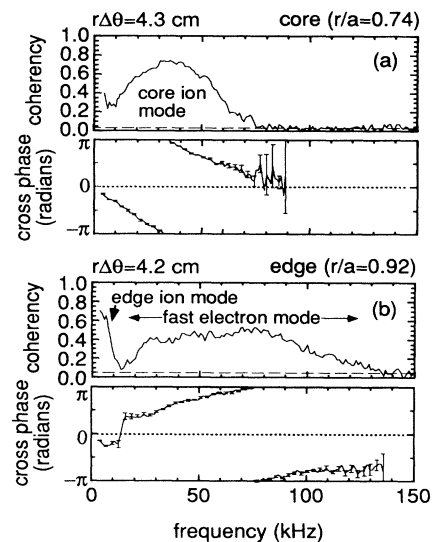 rΔθ=4.3 cm core (r/a=0.74)
1.0
0.8
0.6
0.4
0.2
0.0
coherency
(a)
core ion
mode
π
0
−π
cross phase
(radians)
rΔθ=4.2 cm edge (r/a=0.92)
1.0
0.8
0.6
0.4
0.2
0.0
coherency
edge ion mode
(b)
fast electron mode
π
0
−π
cross phase
(radians)
0 50 100 150
frequency (kHz)